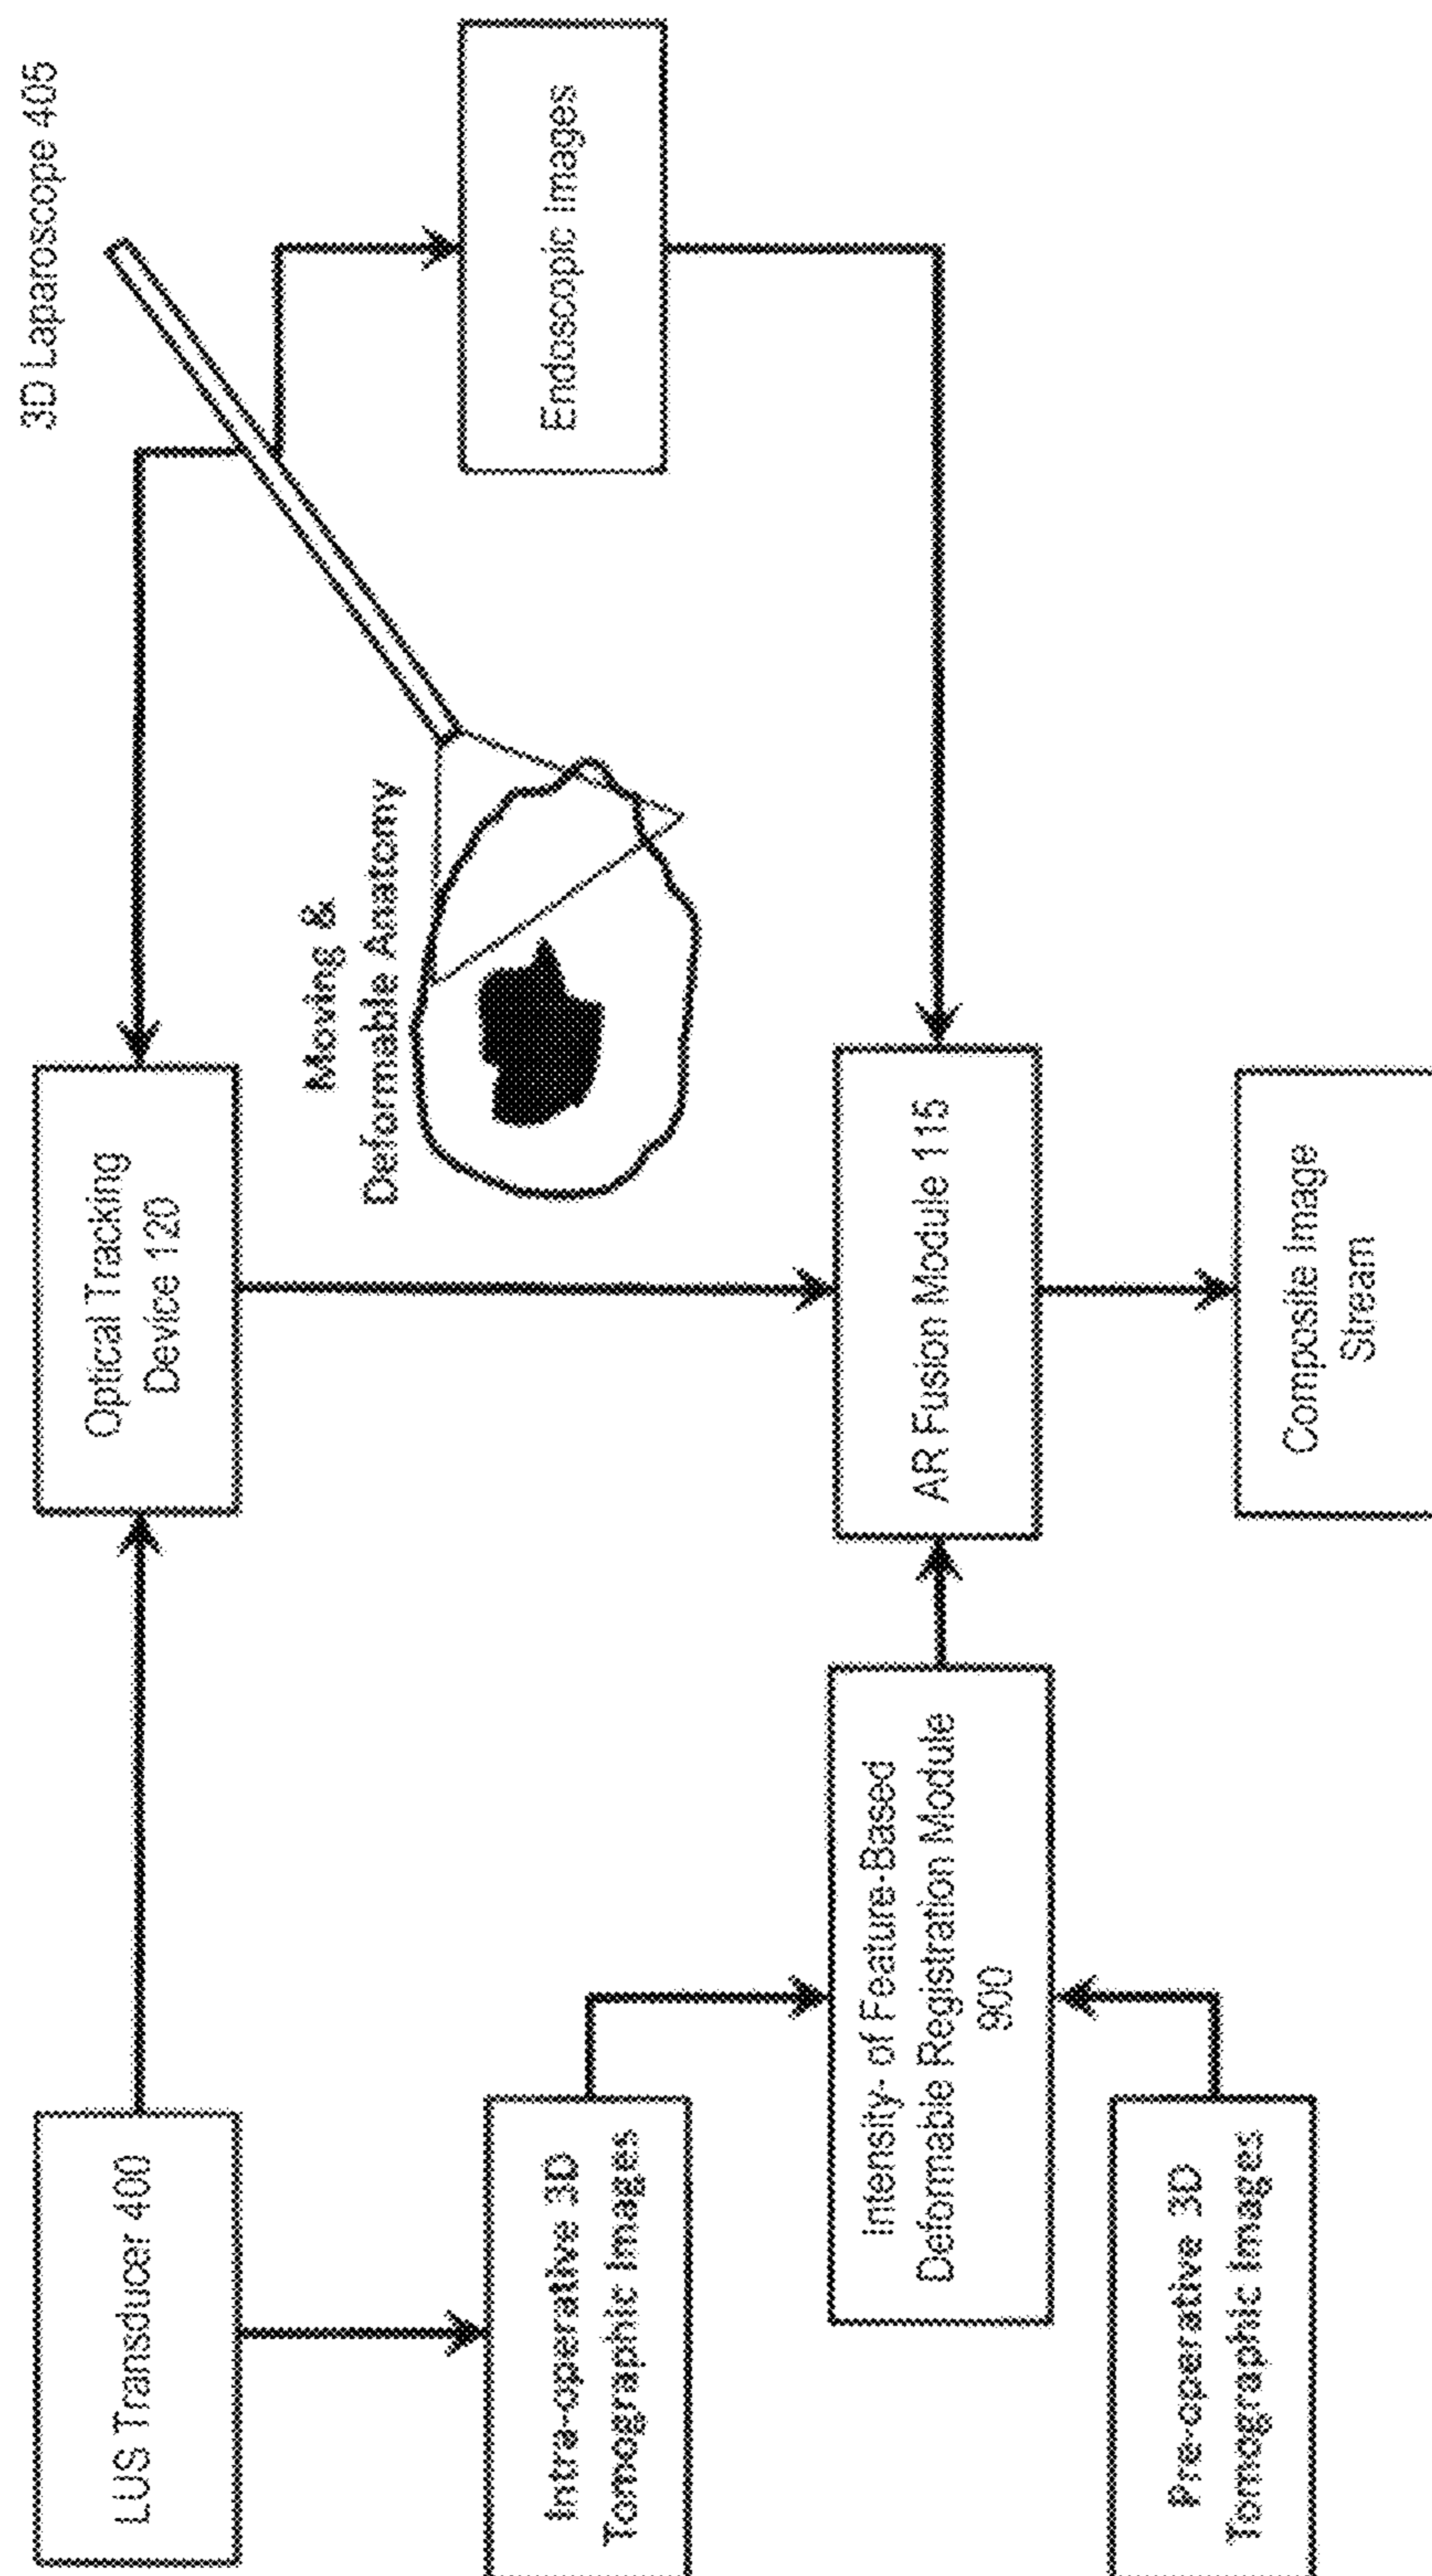 LUS Transducer 400
Optical Tracking
Device 120
3D Laparoscope 405
Moving &
Deformable Anatomy
Intra-operative 3D
Tomographic Images
Endoscopic Images
Intensity- of Feature-Based
Deformable Registration Module
900
AR Fusion Module 115
Pre-operative 3D
Tomographic Images
Composite Image
Stream